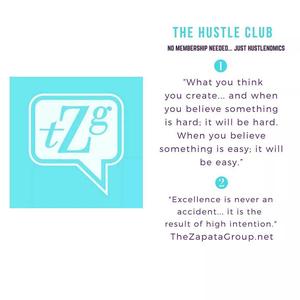 THE HUSTLE CLUB
NO MEMBERSHIP NEEDED... JUST HUSTLENOMICS
tZg
1
"What you think
you create... and when
you believe something
is hard; it will be hard.
When you believe
something is easy; it will
be easy."
2
"Excellence is never an
accident... it is the
result of high intention."
TheZapataGroup.net